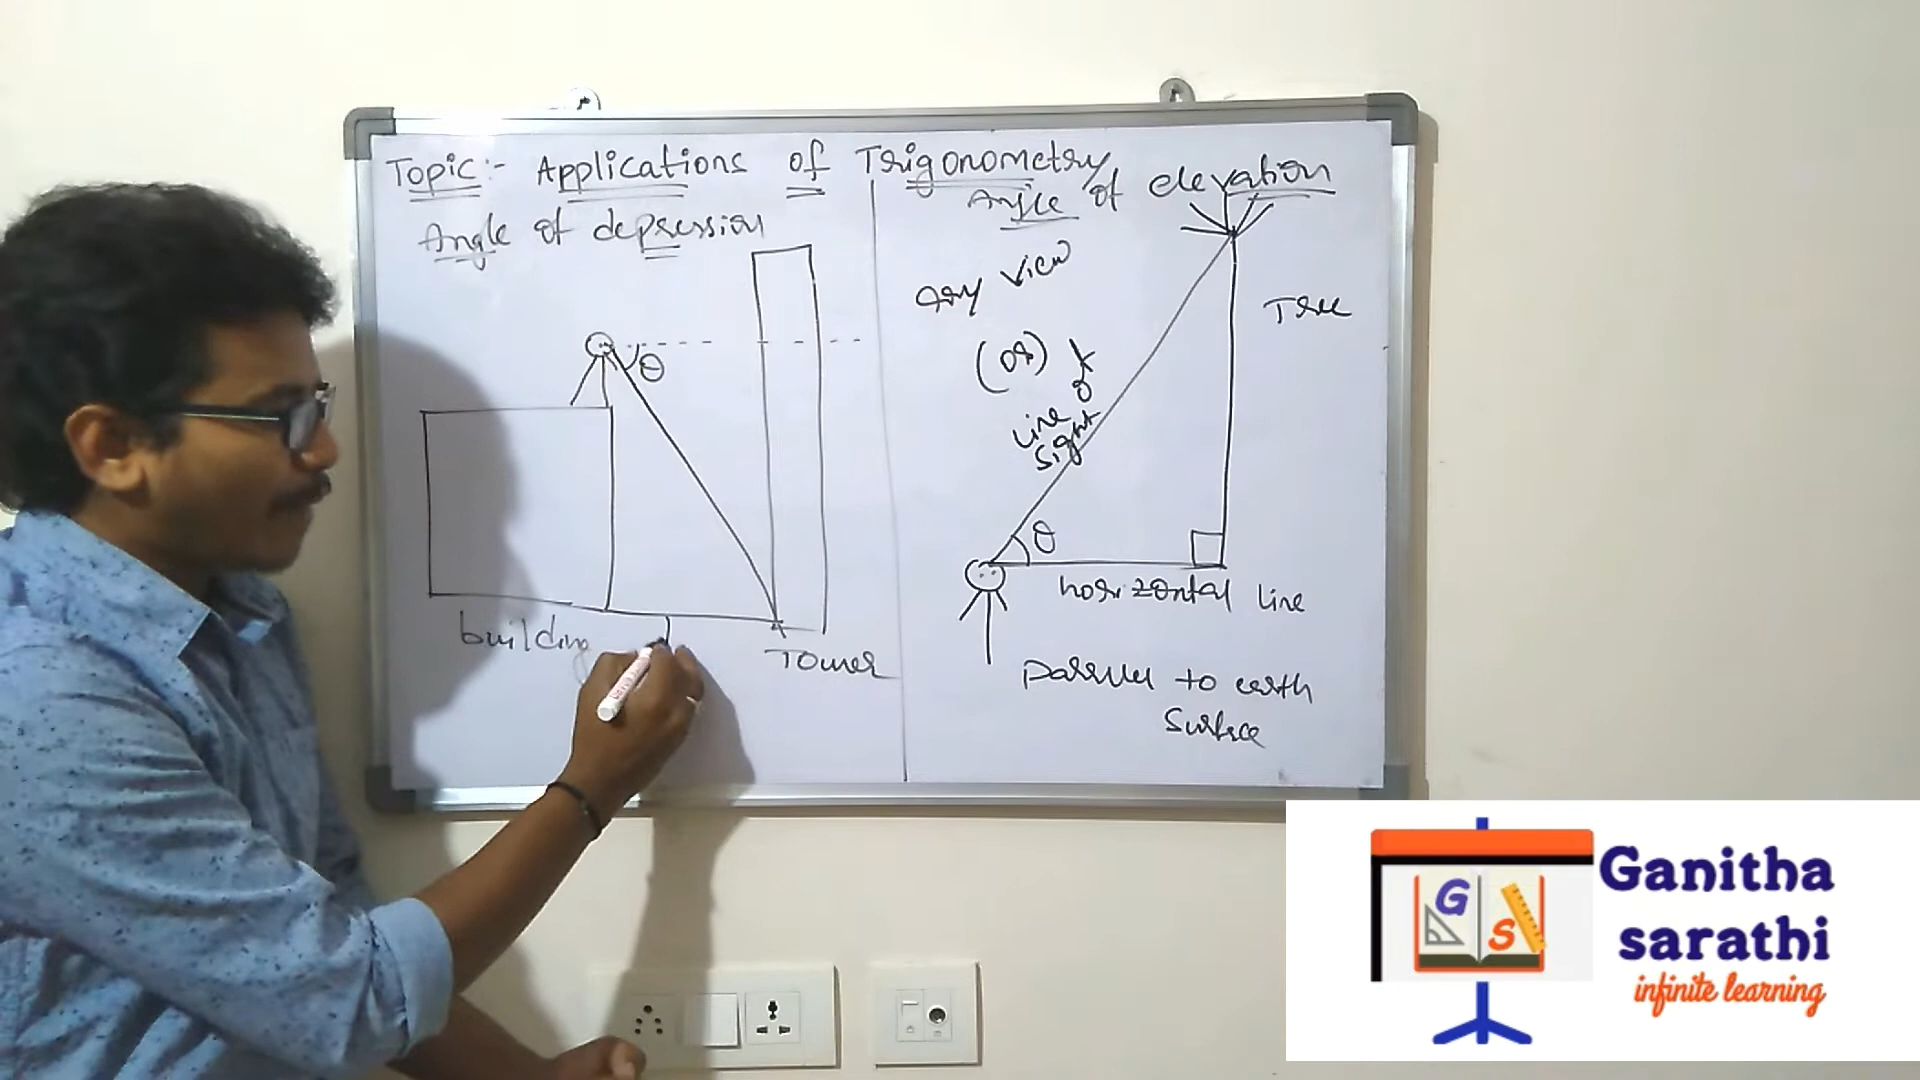 Topic:- Applications of Trigonometry
Angle of depression
θ
building
Tower
Angle of elevation
Any view
(or)
Line of
sight
Tree
θ
horizontal line
parallel to earth
surface
G
S
Ganitha
sarathi
infinite learning